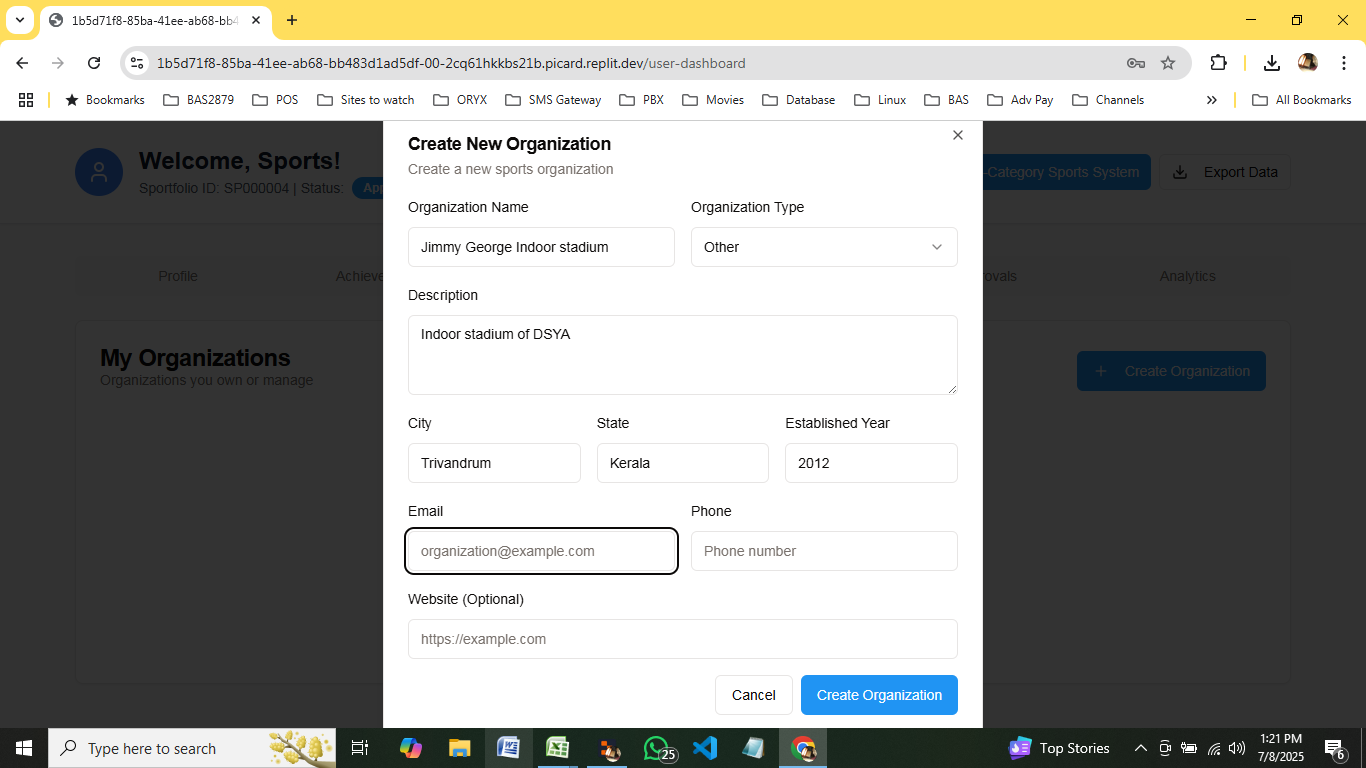 1b5d71f8-85ba-41ee-ab68-bb4
1b5d71f8-85ba-41ee-ab68-bb483d1ad5df-00-2cq61hkkbs21b.picard.replit.dev/user-dashboard
Bookmarks BAS2879 POS Sites to watch ORYX SMS Gateway PBX Movies Database Linux BAS Adv Pay Channels » All Bookmarks
Welcome, Sports!
Sportfolio ID: SP000004 | Status: App
-Category Sports System
Export Data
Profile Achieve ovals Analytics
My Organizations
Organizations you own or manage
+ Create Organization
Create New Organization
Create a new sports organization
Organization Name Organization Type
Jimmy George Indoor stadium Other
Description
Indoor stadium of DSYA
City State Established Year
Trivandrum Kerala 2012
Email Phone
organization@example.com Phone number
Website (Optional)
https://example.com
Cancel Create Organization
Type here to search
25
Top Stories
1:21 PM
7/8/2025
6